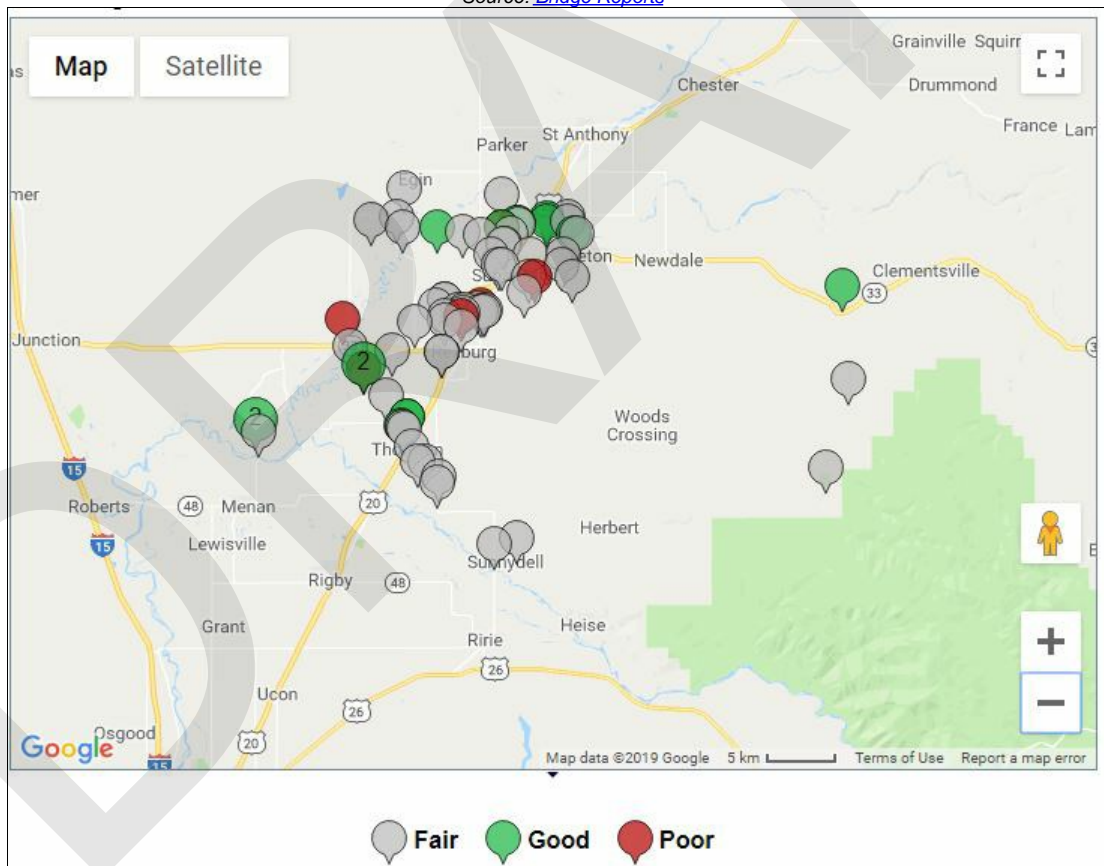 Source: Bridge Reports
Map Satellite
Grainville Squirr
Chester
Drummond
France Lam
St Anthony
Parker
Egin
mer
Newdale
Clementsville
33
Junction
2
Woods
Crossing
15
Roberts 48 Menan
20
Herbert
Lewisville
15
Sunnydell
Rigby 48
Grant
Heise
Ririe
26
Ucon
26
Osgood
Google
20
15
Map data ©2019 Google 5 km Terms of Use Report a map error
Fair Good Poor
DRAFT